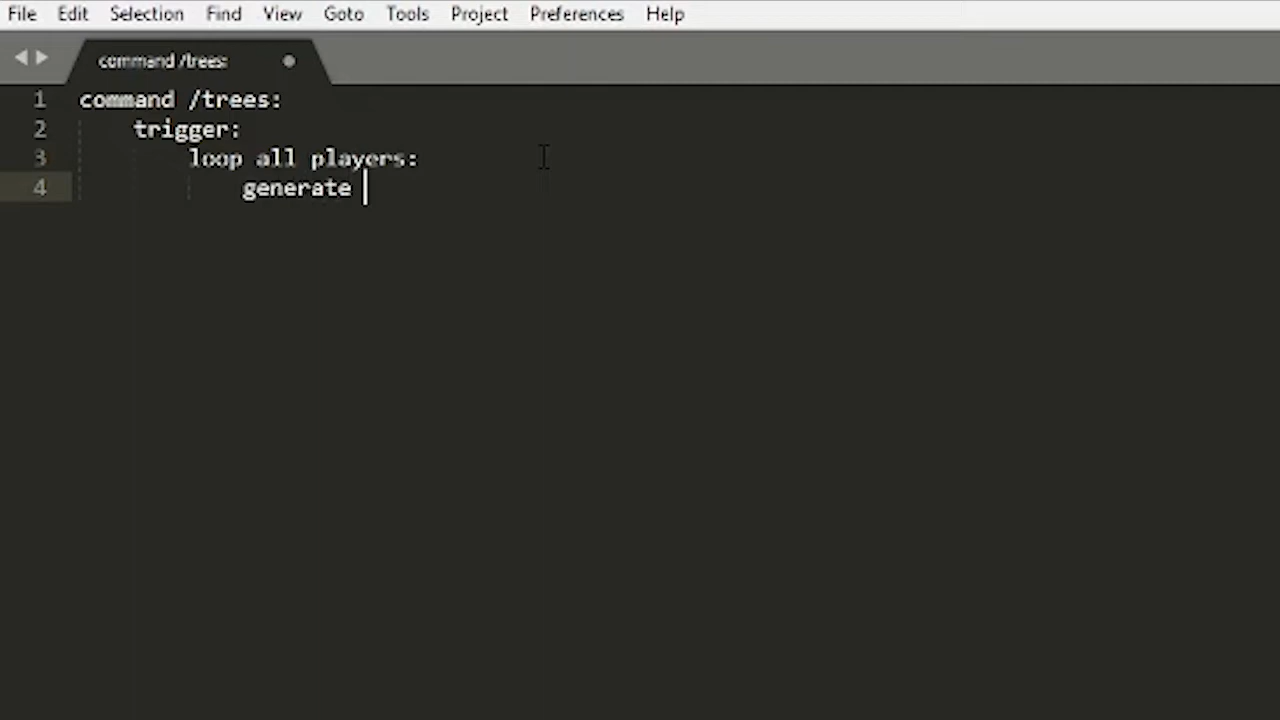 File Edit Selection Find View Goto Tools Project Preferences Help
command /trees:
1 command /trees:
2 trigger:
3 loop all players:
4 generate